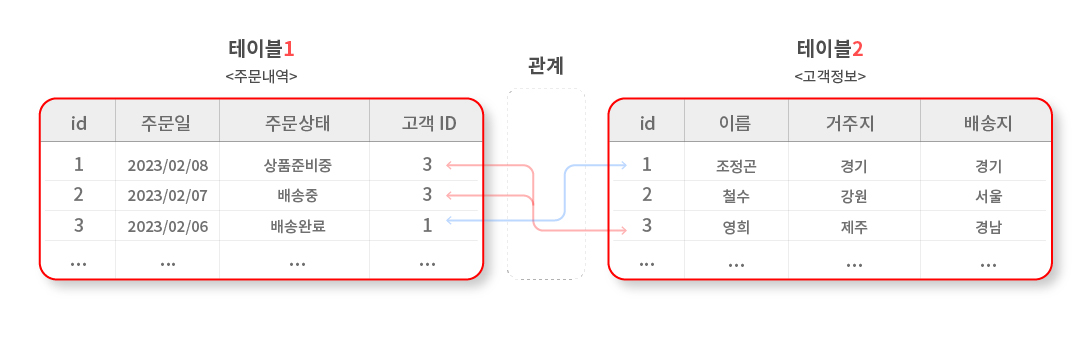 테이블1
<주문내역>
id 주문일 주문상태 고객 ID
1 2023/02/08 상품준비중 3
2 2023/02/07 배송중 3
3 2023/02/06 배송완료 1
... ... ... ...
관계
테이블2
<고객정보>
id 이름 거주지 배송지
1 조정곤 경기 경기
2 철수 강원 서울
3 영희 제주 경남
... ... ... ...